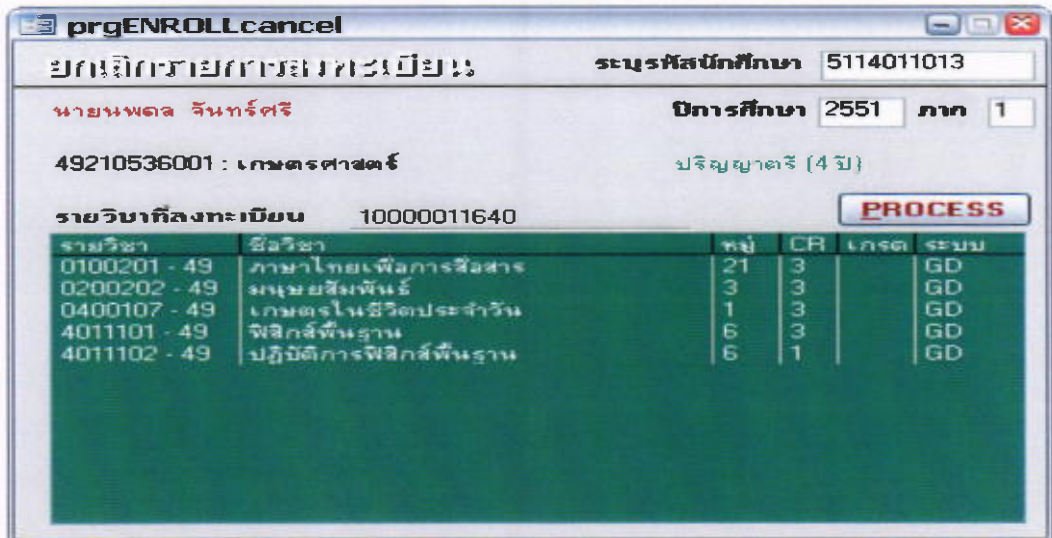 prgENROLLcancel
ยกเลิกรายการลงทะเบียน ระบุรหัสนักศึกษา 5114011013
นายนพดล จันทร์ศรี ปีการศึกษา 2551 ภาค 1
49210536001 : เกษตรศาสตร์ ปริญญาตรี (4 ปี)
รายวิชาที่ลงทะเบียน 10000011640 PROCESS
รายวิชา ชื่อวิชา หมู่ CR เกรด ระบบ
0100201 - 49 ภาษาไทยเพื่อการสื่อสาร 21 3 GD
0200202 - 49 มนุษยสัมพันธ์ 3 3 GD
0400107 - 49 เกษตรในชีวิตประจำวัน 1 3 GD
4011101 - 49 ฟิสิกส์พื้นฐาน 6 3 GD
4011102 - 49 ปฏิบัติการฟิสิกส์พื้นฐาน 6 1 GD